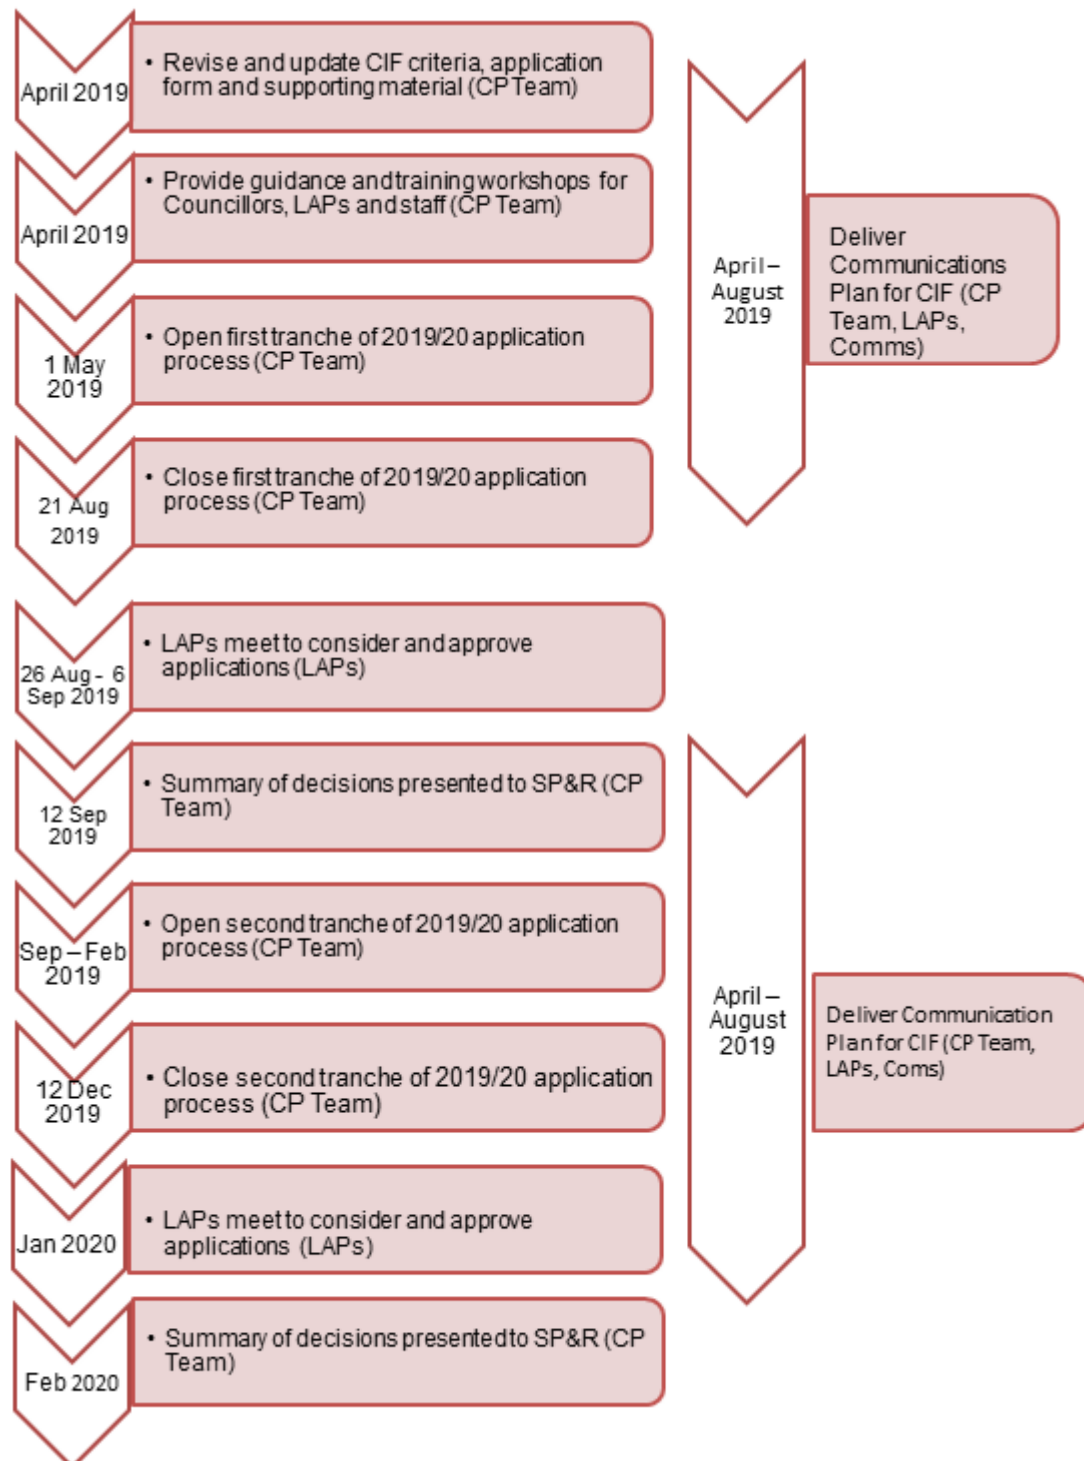 April 2019
• Revise and update CIF criteria, application
form and supporting material (CP Team)
April 2019
• Provide guidance and training workshops for
Councillors, LAPs and staff (CP Team)
1 May
2019
• Open first tranche of 2019/20 application
process (CP Team)
21 Aug
2019
• Close first tranche of 2019/20 application
process (CP Team)
April –
August
2019
Deliver
Communications
Plan for CIF (CP
Team, LAPs,
Comms)
26 Aug - 6
Sep 2019
• LAPs meet to consider and approve
applications (LAPs)
12 Sep
2019
• Summary of decisions presented to SP&R (CP
Team)
Sep – Feb
2019
• Open second tranche of 2019/20 application
process (CP Team)
12 Dec
2019
• Close second tranche of 2019/20 application
process (CP Team)
Jan 2020
• LAPs meet to consider and approve
applications (LAPs)
Feb 2020
• Summary of decisions presented to SP&R (CP
Team)
April –
August
2019
Deliver Communication
Plan for CIF (CP Team,
LAPs, Coms)